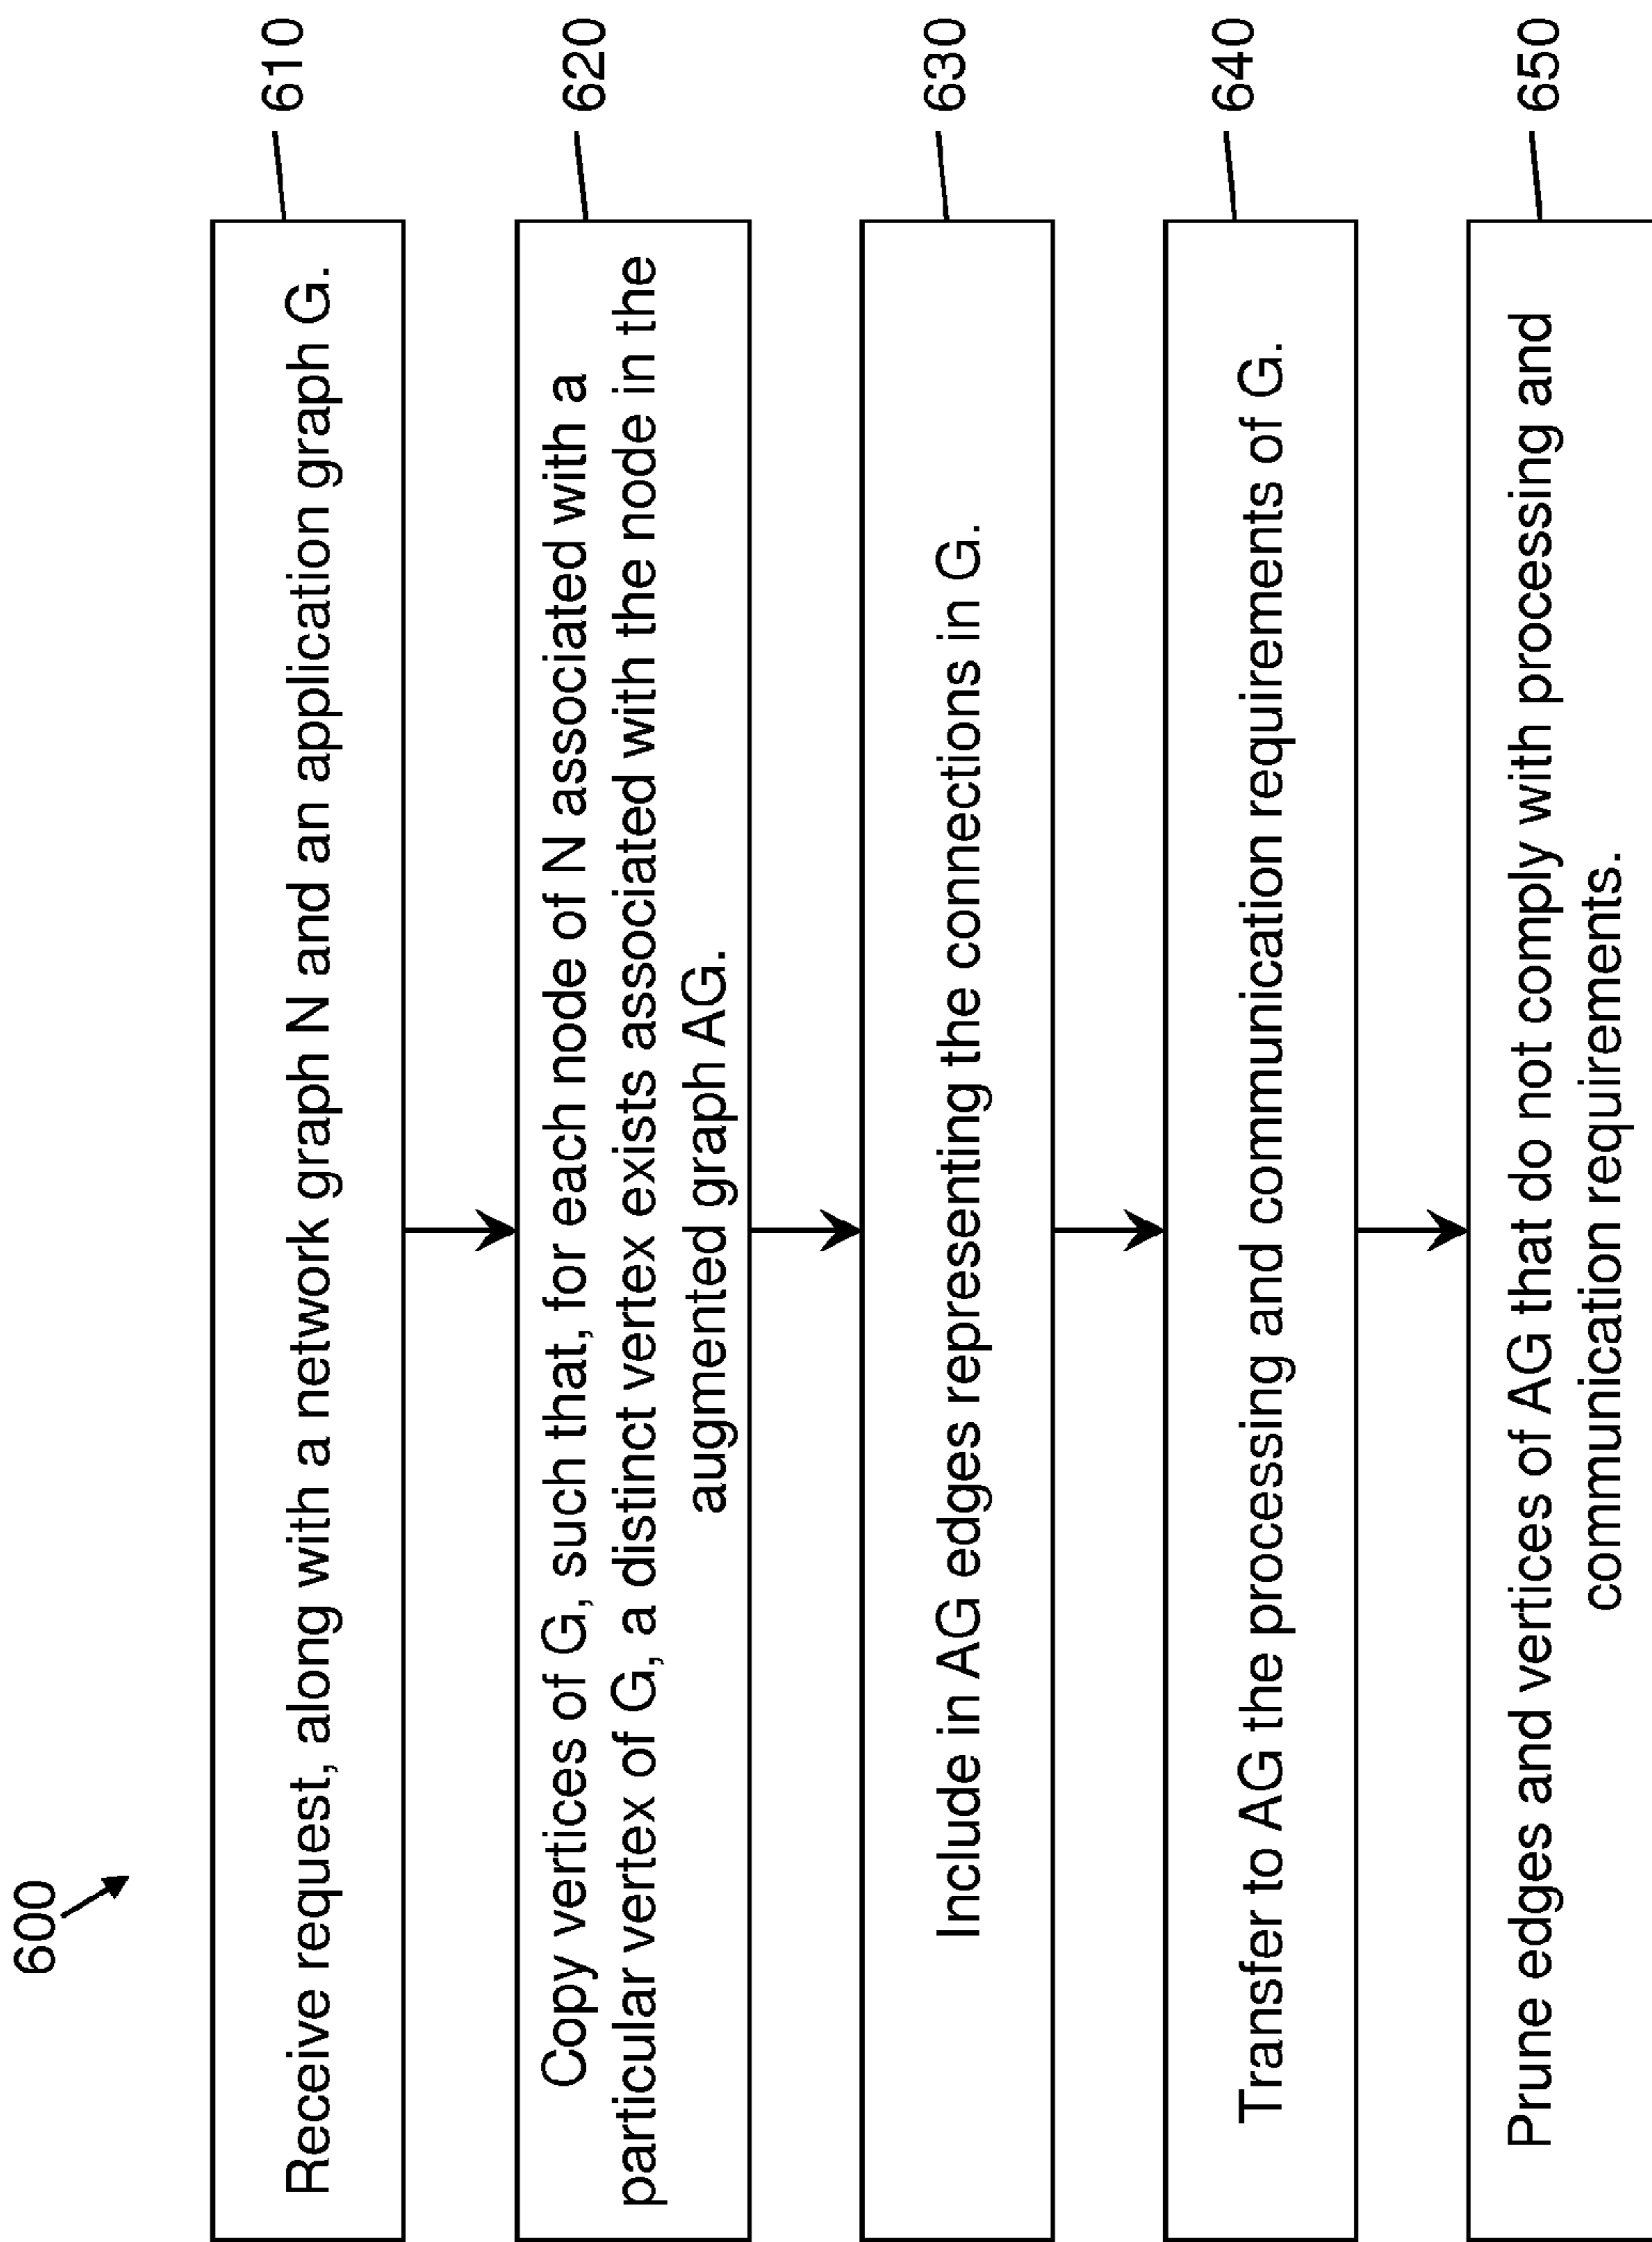 600
Receive request, along with a network graph N and an application graph G.
610
Copy vertices of G, such that, for each node of N associated with a
particular vertex of G, a distinct vertex exists associated with the node in the
augmented graph AG.
620
Include in AG edges representing the connections in G.
630
Transfer to AG the processing and communication requirements of G.
640
Prune edges and vertices of AG that do not comply with processing and
communication requirements.
650